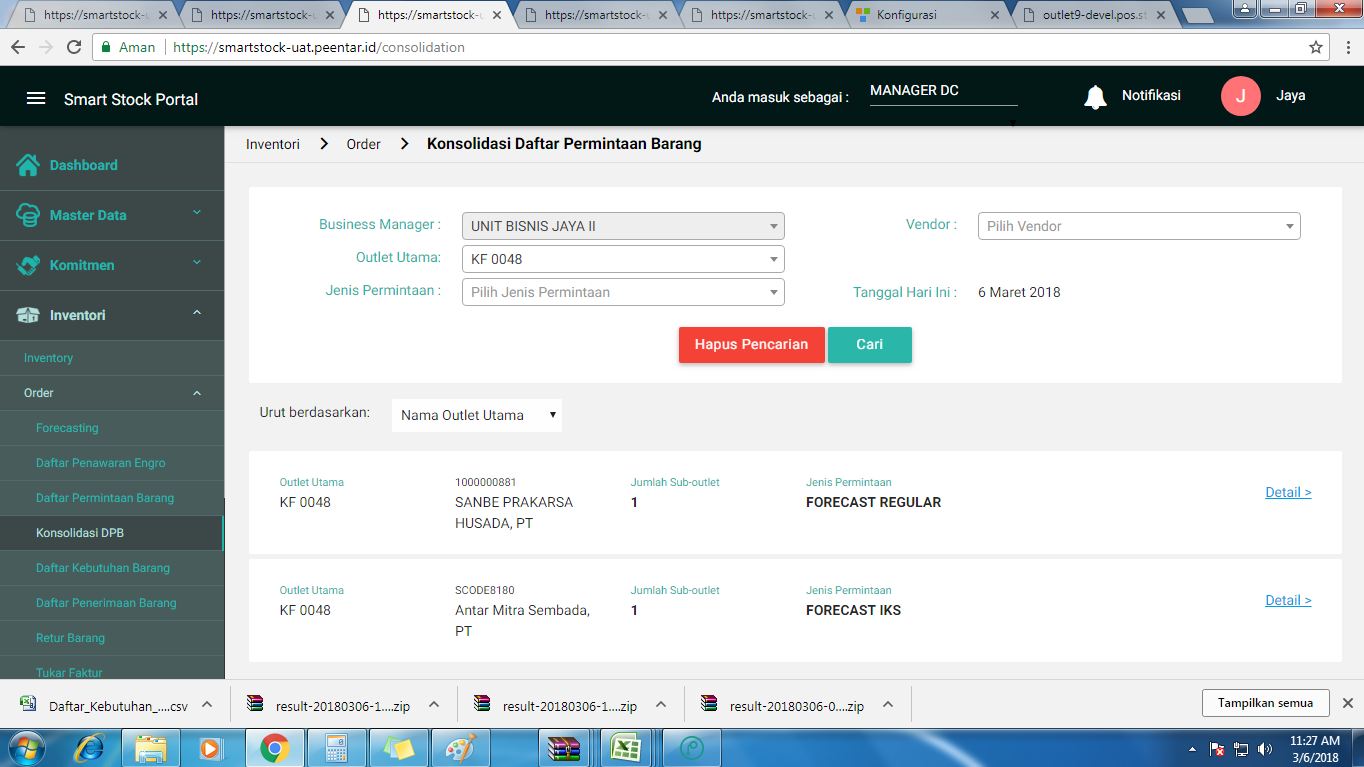 https://smartstock-u
https://smartstock-u
https://smartstock-u
https://smartstock-
https://smartstock-u
Konfigurasi
outlet9-devel.pos.st
Aman
https://smartstock-uat.peentar.id/consolidation
Smart Stock Portal
Anda masuk sebagai :
MANAGER DC
Notifikasi
J
Jaya
Inventori
Order
Konsolidasi Daftar Permintaan Barang
Dashboard
Master Data
Komitmen
Inventori
Inventory
Order
Forecasting
Daftar Penawaran Engro
Daftar Permintaan Barang
Konsolidasi DPB
Daftar Kebutuhan Barang
Daftar Penerimaan Barang
Retur Barang
Tukar Faktur
Business Manager :
UNIT BISNIS JAYA II
Vendor :
Pilih Vendor
Outlet Utama:
KF 0048
Jenis Permintaan :
Pilih Jenis Permintaan
Tanggal Hari Ini :
6 Maret 2018
Hapus Pencarian
Cari
Urut berdasarkan:
Nama Outlet Utama
Outlet Utama
KF 0048
1000000881
SANBE PRAKARSA
HUSADA, PT
Jumlah Sub-outlet
1
Jenis Permintaan
FORECAST REGULAR
Detail >
Outlet Utama
KF 0048
SCODE8180
Antar Mitra Sembada,
PT
Jumlah Sub-outlet
1
Jenis Permintaan
FORECAST IKS
Detail >
Daftar_Kebutuhan_....csv
result-20180306-1....zip
result-20180306-1....zip
result-20180306-0....zip
Tampilkan semua
11:27 AM
3/6/2018